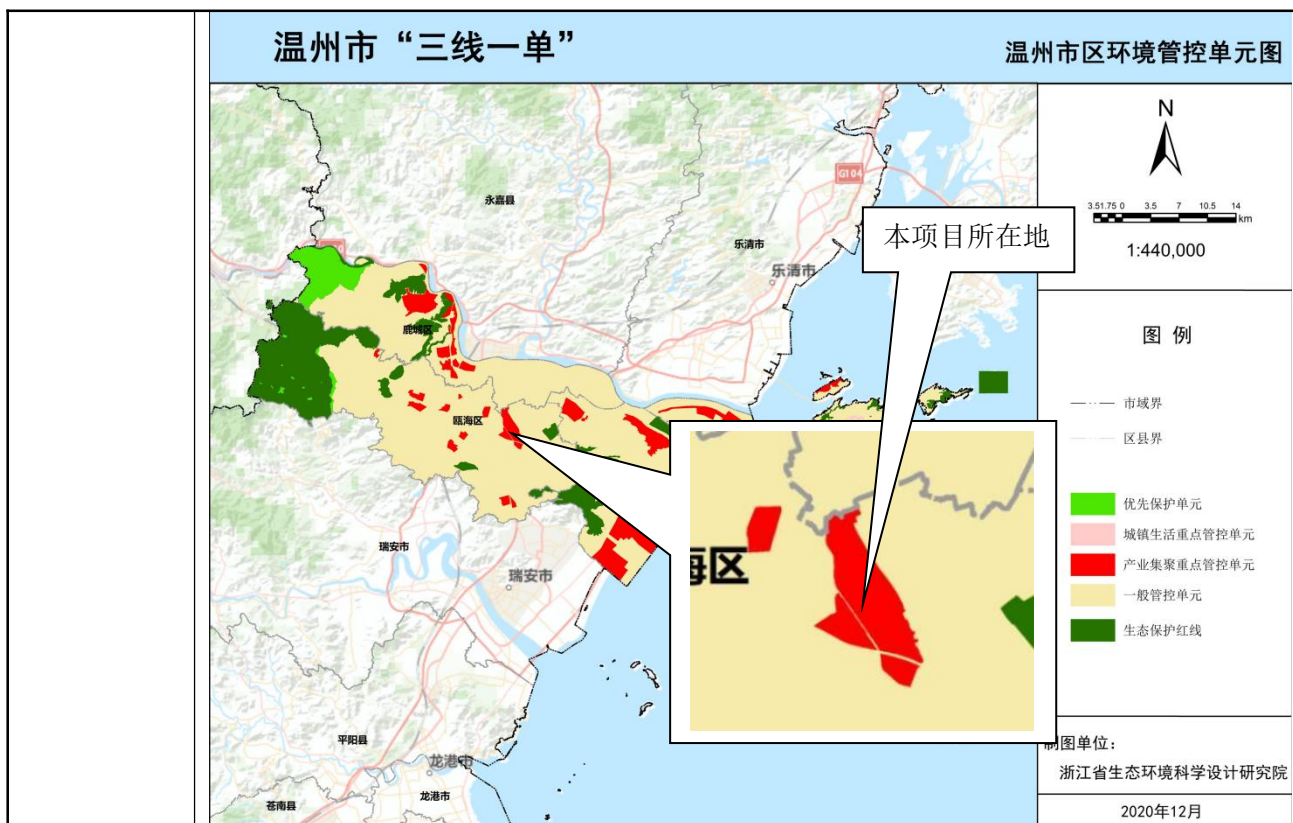 温州市“三线一单”
温州市区环境管控单元图
N
3.51.75 0 3.5 7 10.5 14
km
1:440,000
G104
永嘉县
乐清市
乐清市
本项目所在地
鹿城区
瓯海区
海区
瑞安市
瑞安市
平阳县
龙港市
龙港市
苍南县
图 例
市域界
区县界
优先保护单元
城镇生活重点管控单元
产业集聚重点管控单元
一般管控单元
生态保护红线
制图单位：
浙江省生态环境科学设计研究院
2020年12月